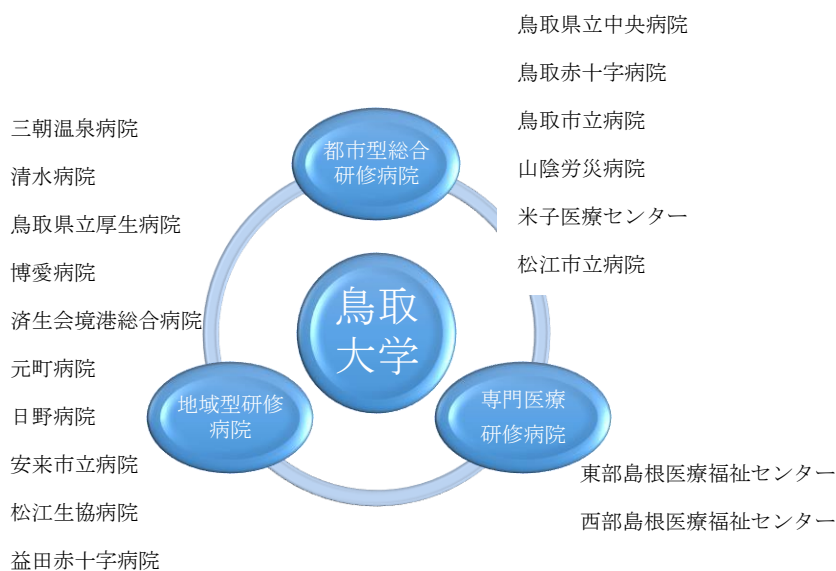 鳥取県立中央病院
鳥取赤十字病院
鳥取市立病院
山陰労災病院
米子医療センター
松江市立病院
三朝温泉病院
清水病院
鳥取県立厚生病院
博愛病院
済生会境港総合病院
元町病院
日野病院
安来市立病院
松江生協病院
益田赤十字病院
都市型総合
研修病院
鳥取
大学
地域型研修
病院
専門医療
研修病院
東部島根医療福祉センター
西部島根医療福祉センター